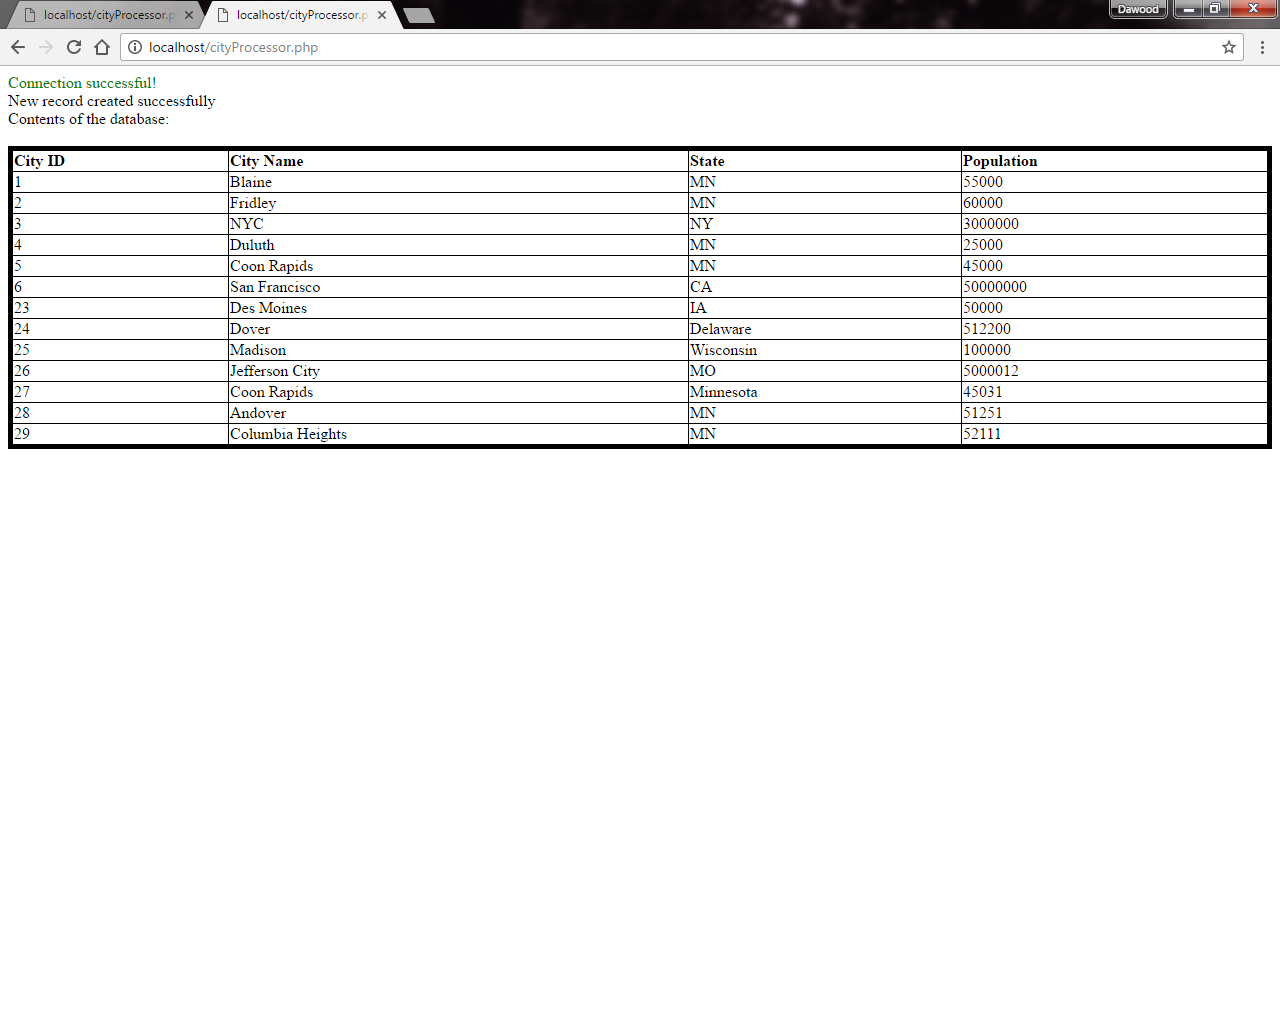 localhost/cityProcessor.p localhost/cityProcessor.p Dawood
localhost/cityProcessor.php
Connection successful!
New record created successfully
Contents of the database:
City ID City Name State Population
1 Blaine MN 55000
2 Fridley MN 60000
3 NYC NY 3000000
4 Duluth MN 25000
5 Coon Rapids MN 45000
6 San Francisco CA 50000000
23 Des Moines IA 50000
24 Dover Delaware 512200
25 Madison Wisconsin 100000
26 Jefferson City MO 5000012
27 Coon Rapids Minnesota 45031
28 Andover MN 51251
29 Columbia Heights MN 52111